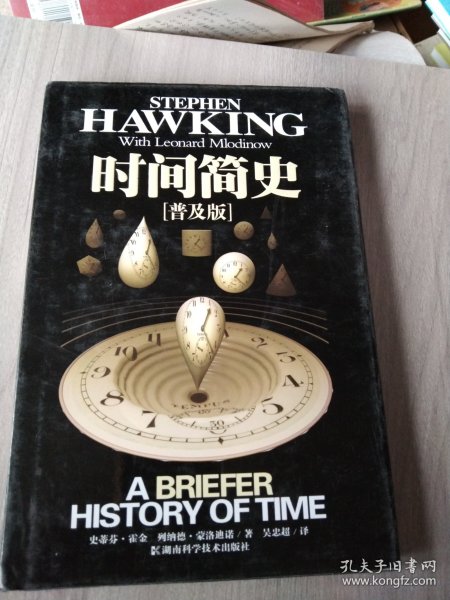 STEPHEN
HAWKING
With Leonard Mlodinow
时间简史
[普及版]
TEMPUS
A BRIEFER
HISTORY OF TIME
史蒂芬·霍金 列纳德·蒙洛迪诺/著 吴忠超/译
湖南科学技术出版社
孔夫子旧书网
www.kongfz.com